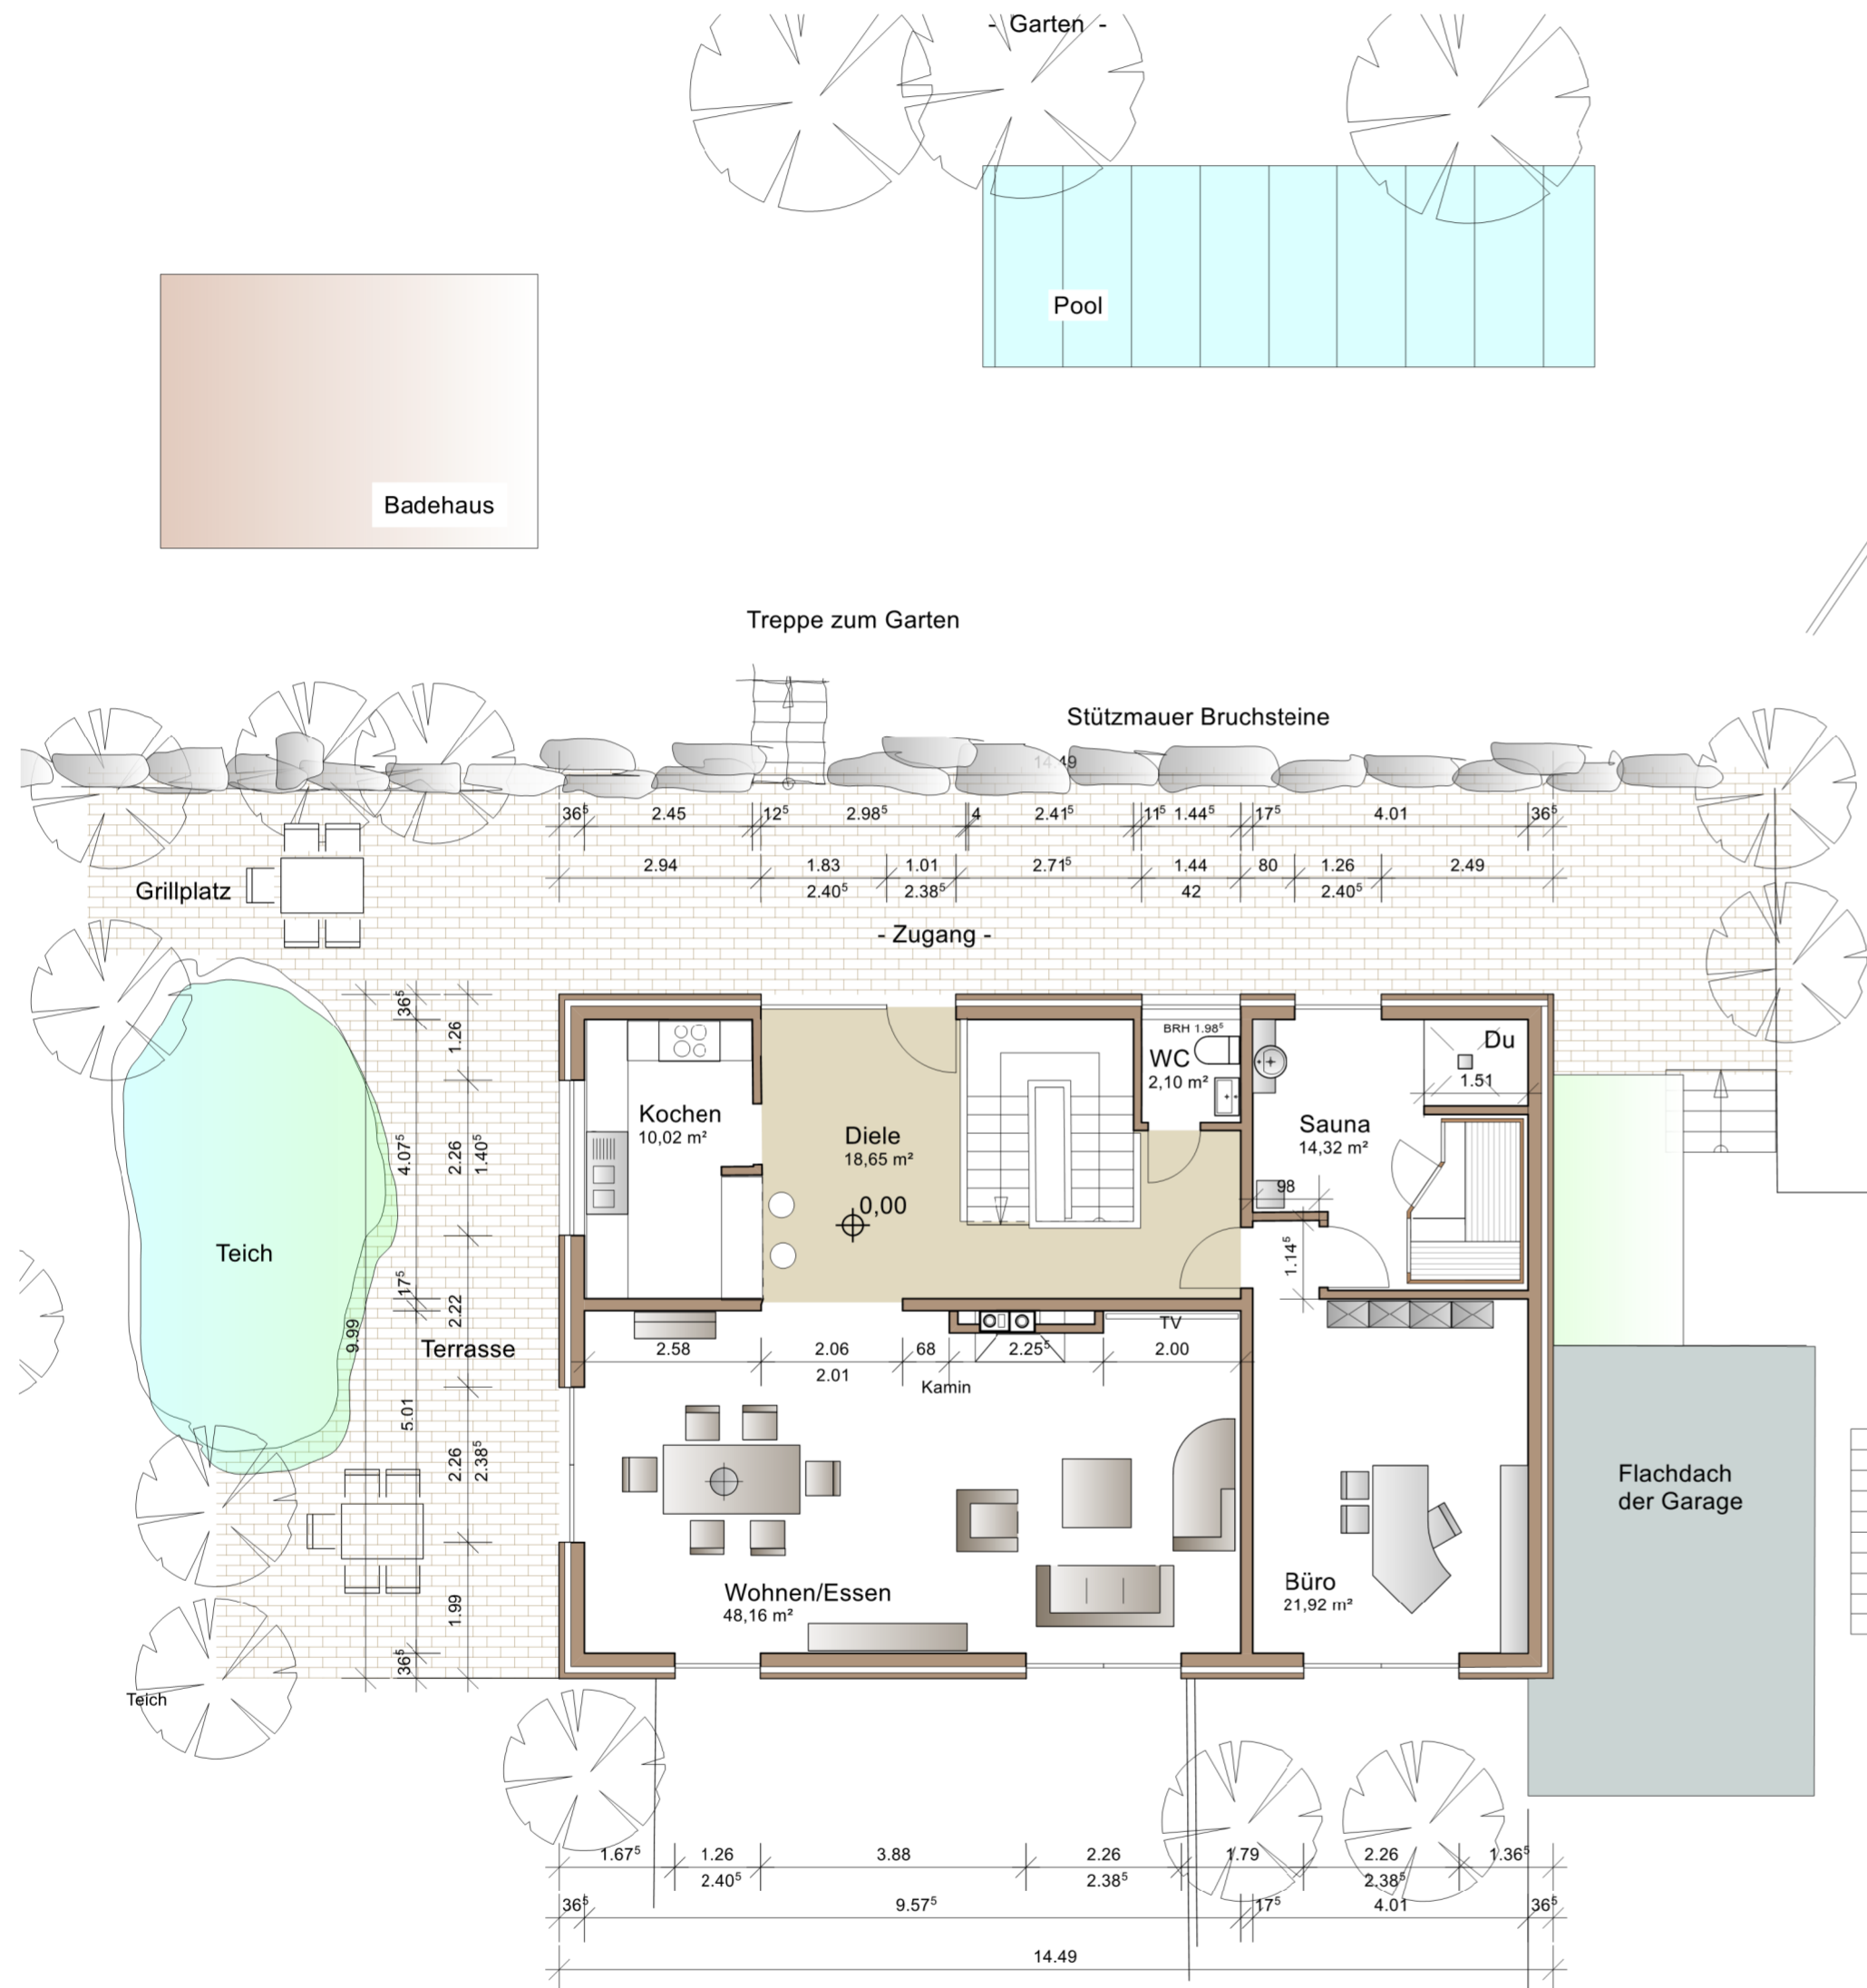 - Garten -
Pool
Badehaus
Treppe zum Garten
Stützmauer Bruchsteine
14.49
36⁵ 2.45 12⁵ 2.98⁵ 4 2.41⁵ 11⁵ 1.44⁵ 17⁵ 4.01 36⁵
2.94 1.83 1.01 2.71⁵ 1.44 80 1.26 2.49
2.40⁵ 2.38⁵ 42 2.40⁵
Grillplatz
- Zugang -
36⁵
1.26
BRH 1.98⁵
WC
2,10 m²
Du
1.51
Kochen
10,02 m²
Diele
18,65 m²
Sauna
14,32 m²
4.07⁵
2.26
1.40⁵
98
0,00
Teich
1.14⁵
17⁵
2.22
9.99
Terrasse
TV
2.58 2.06 68 2.25⁵ 2.00
2.01
Kamin
5.01
2.26
2.38⁵
Flachdach
der Garage
Wohnen/Essen
48,16 m²
Büro
21,92 m²
1.99
36⁵
Teich
1.67⁵ 1.26 3.88 2.26 1.79 2.26 1.36⁵
2.40⁵ 2.38⁵ 2.38⁵
36⁵ 9.57⁵ 17⁵ 4.01 36⁵
14.49